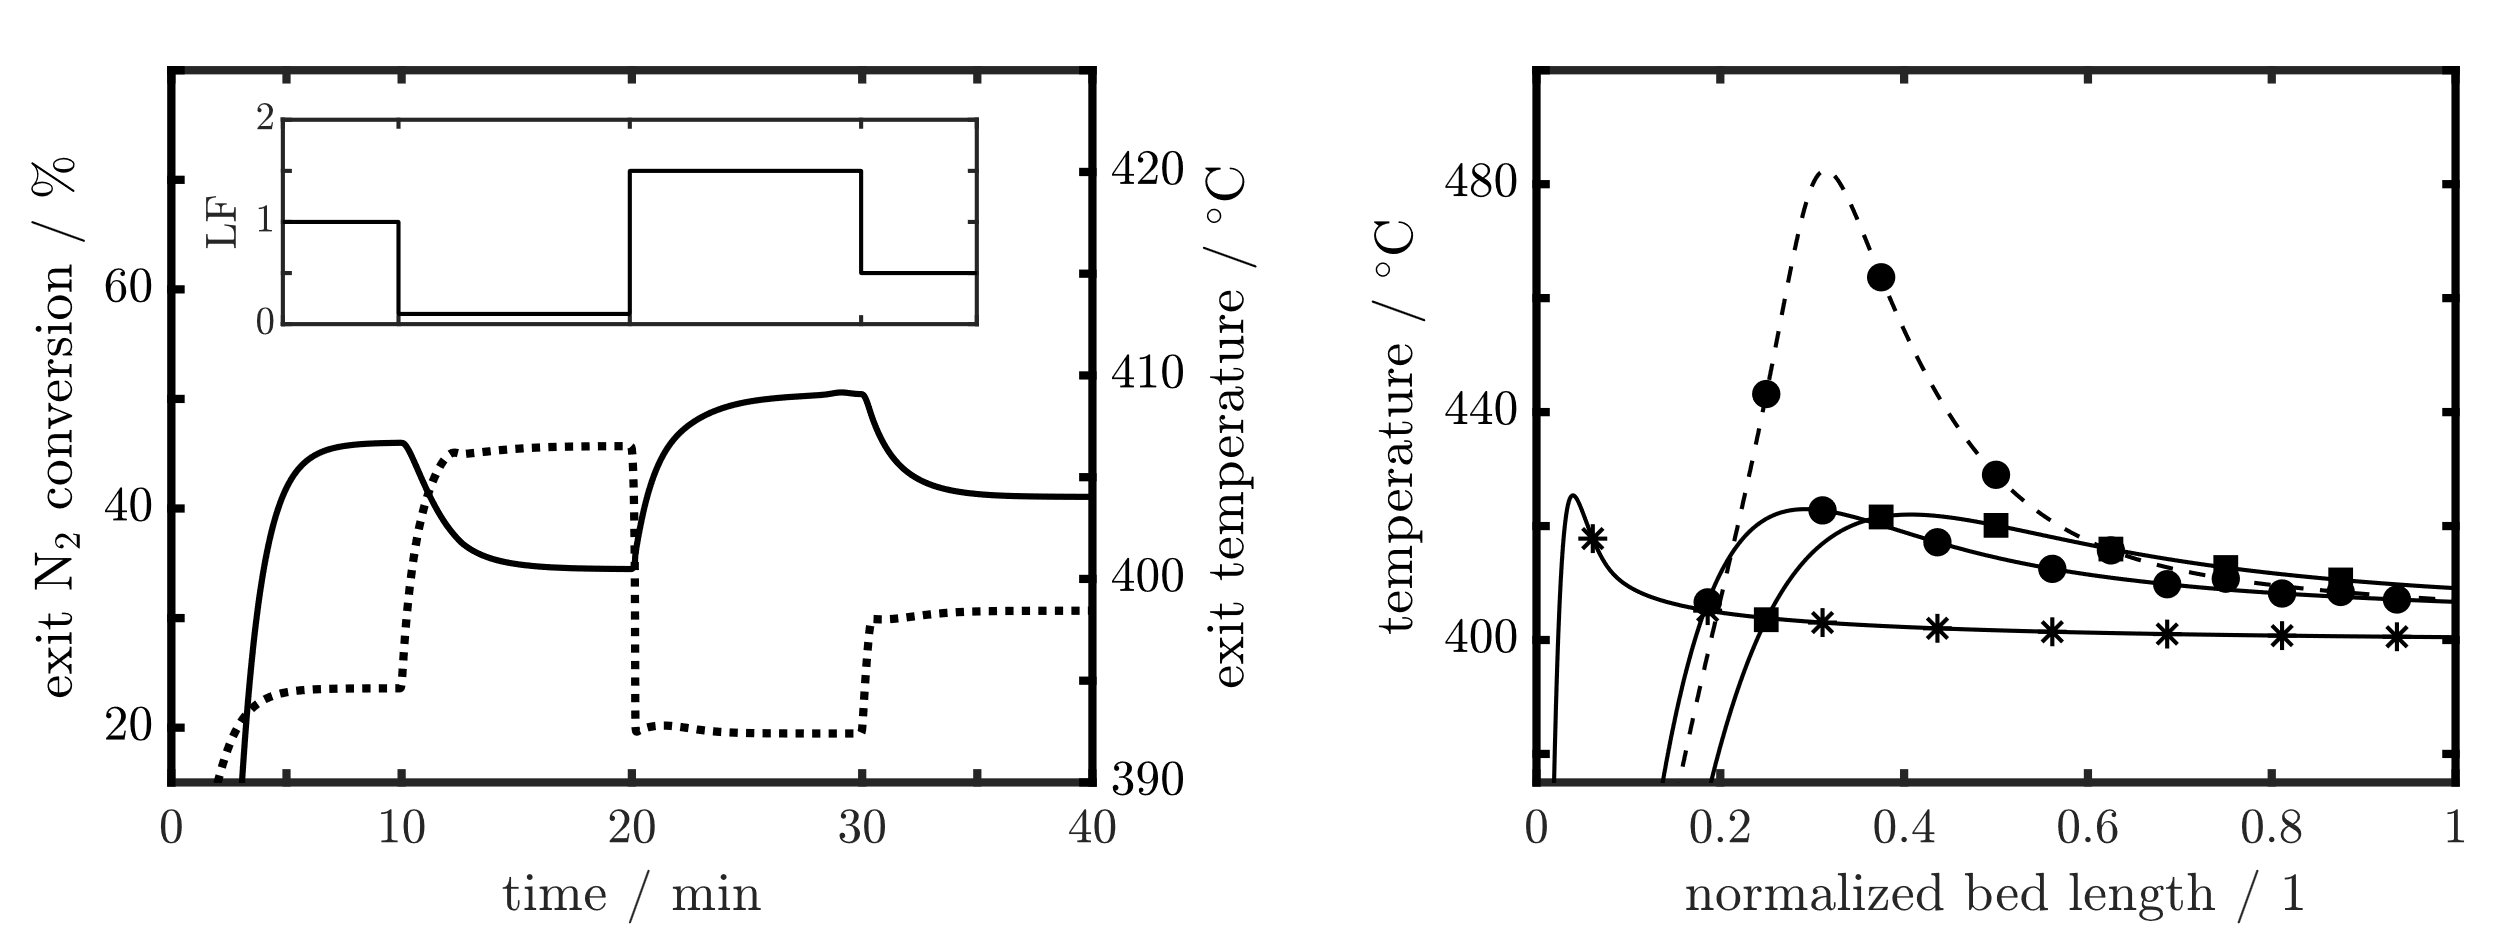 exit N₂ conversion / %
60
40
20
LF
2
1
0
420
410
400
390
exit temperature / °C
0 10 20 30 40
time / min
temperature / °C
480
440
400
0 0.2 0.4 0.6 0.8 1
normalized bed length / 1